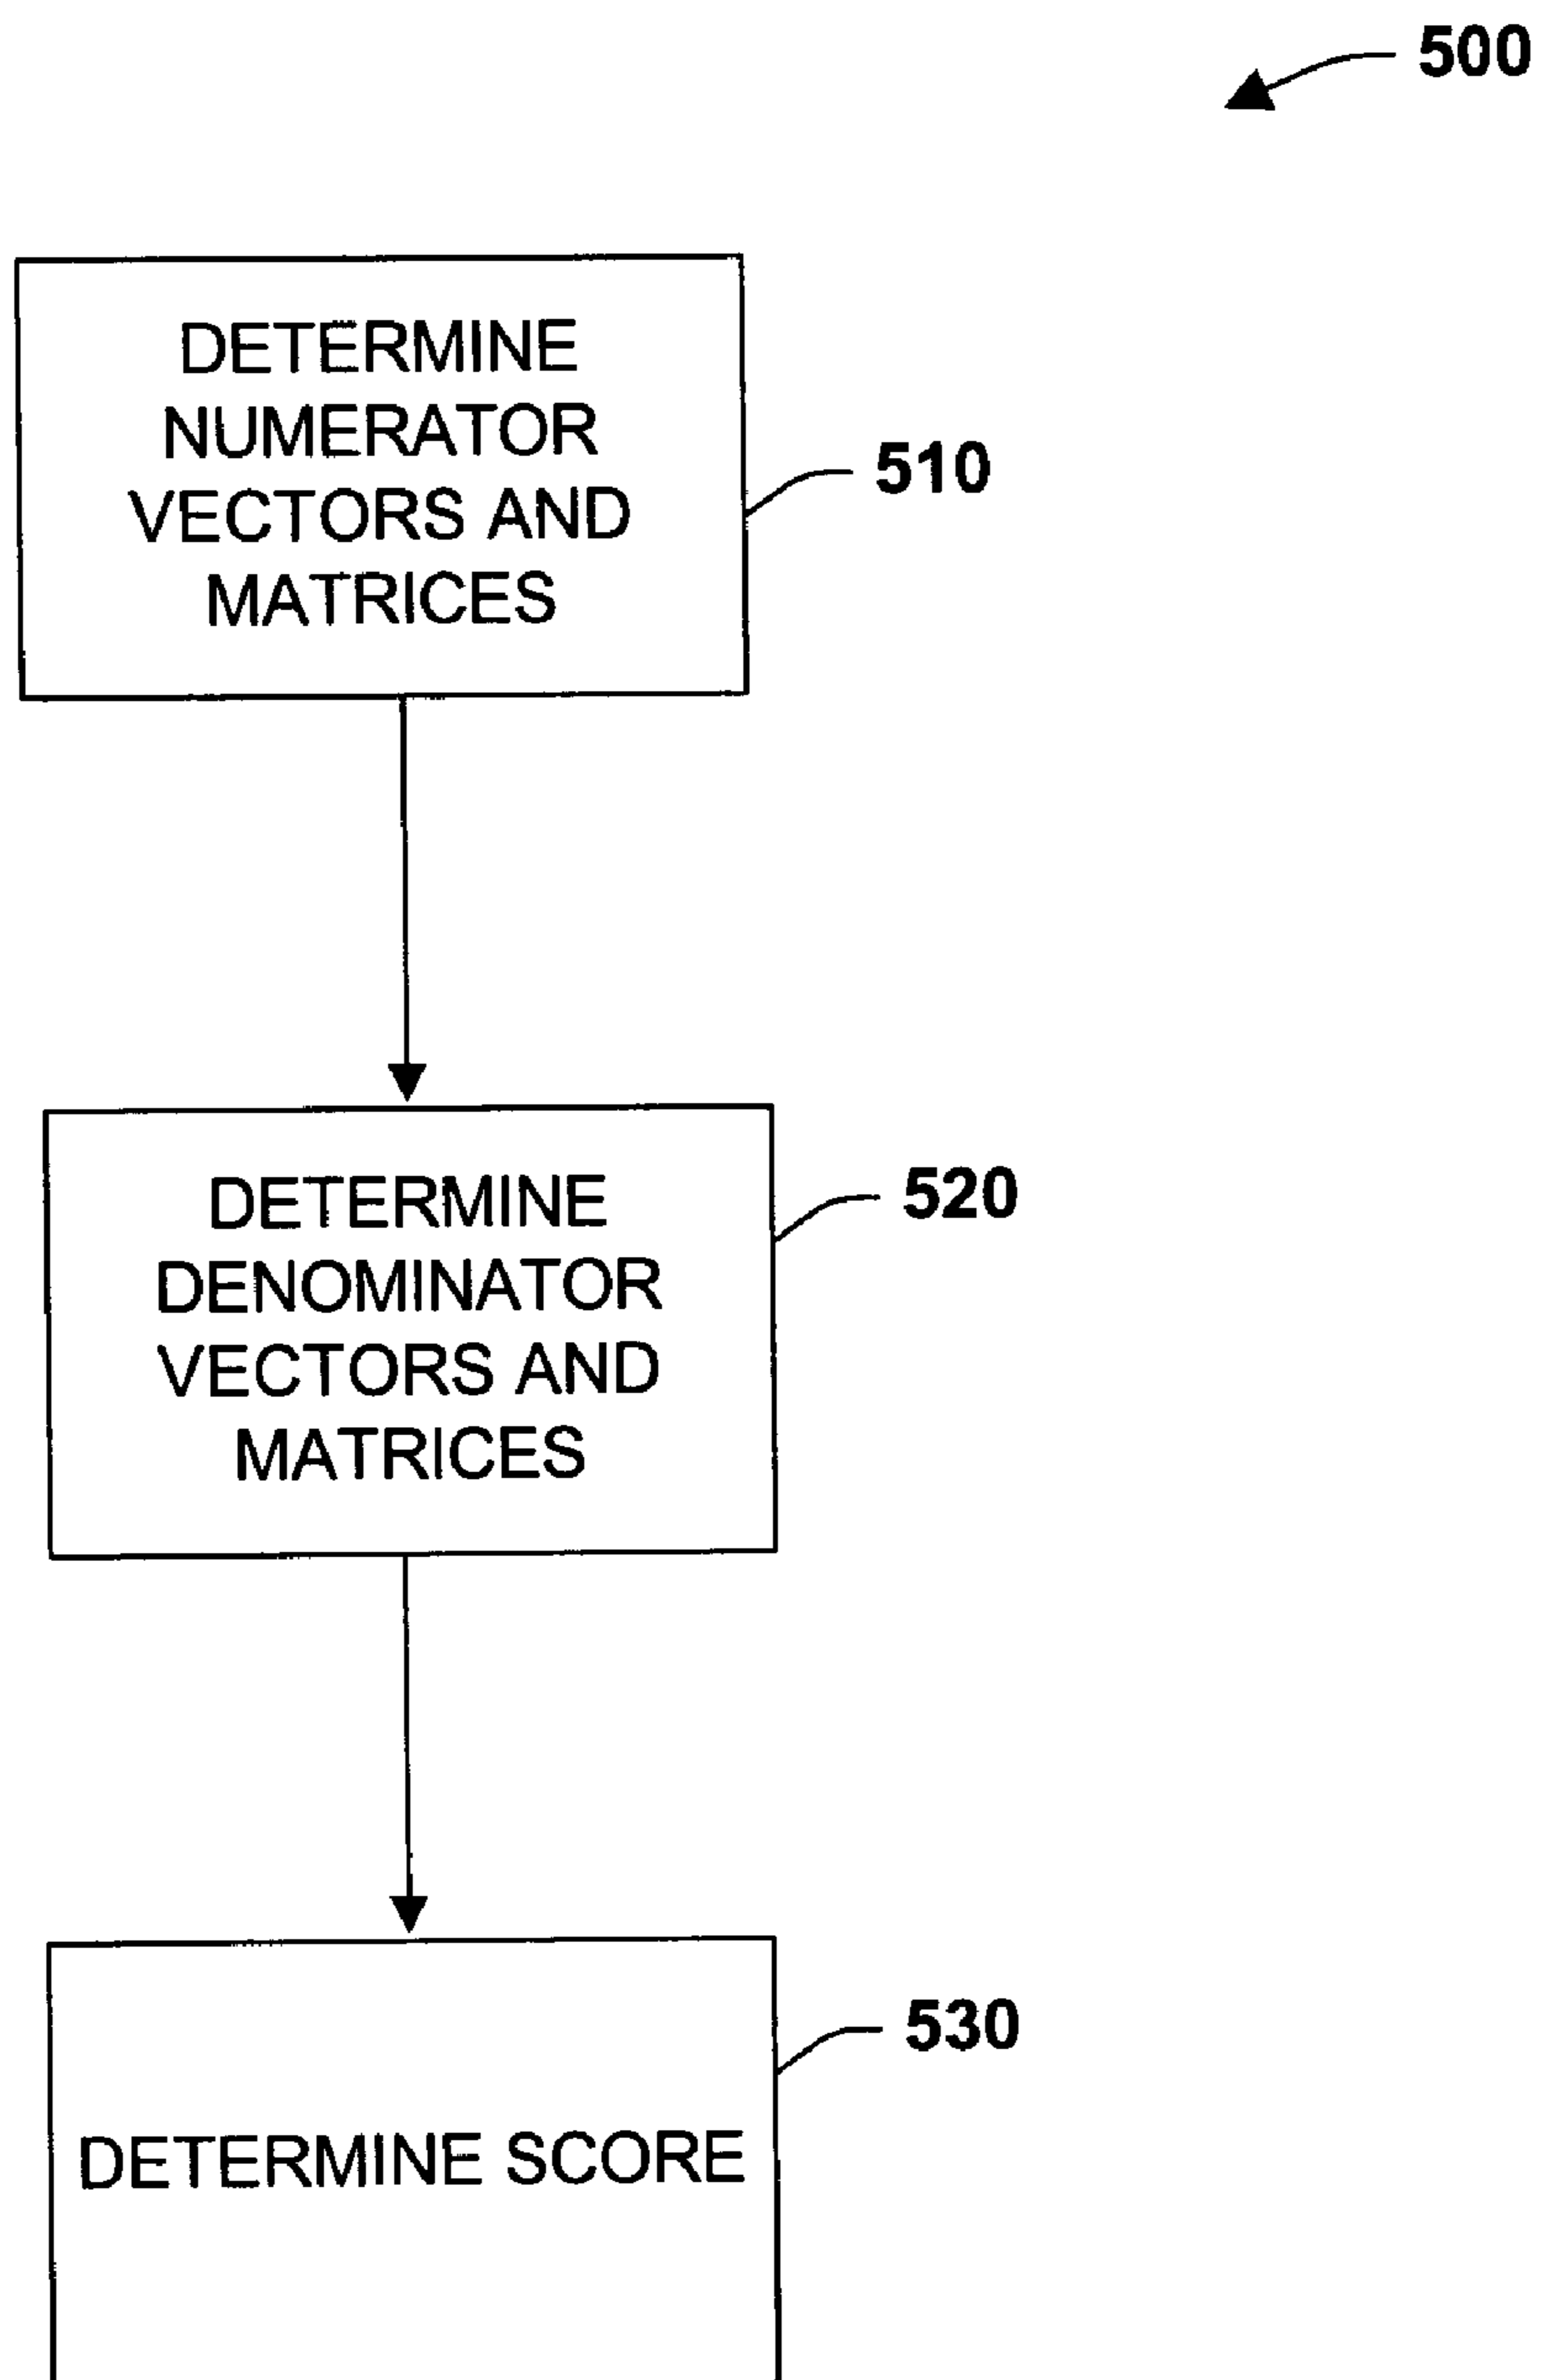 500
DETERMINE
NUMERATOR
VECTORS AND
MATRICES
510
DETERMINE
DENOMINATOR
VECTORS AND
MATRICES
520
DETERMINE SCORE
530